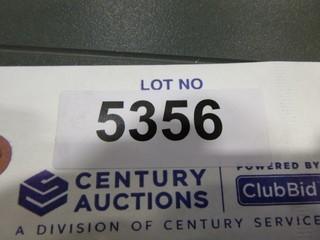 LOT NO
5356
CENTURY
AUCTIONS
POWERED BY
ClubBid
A DIVISION OF CENTURY SERVICE